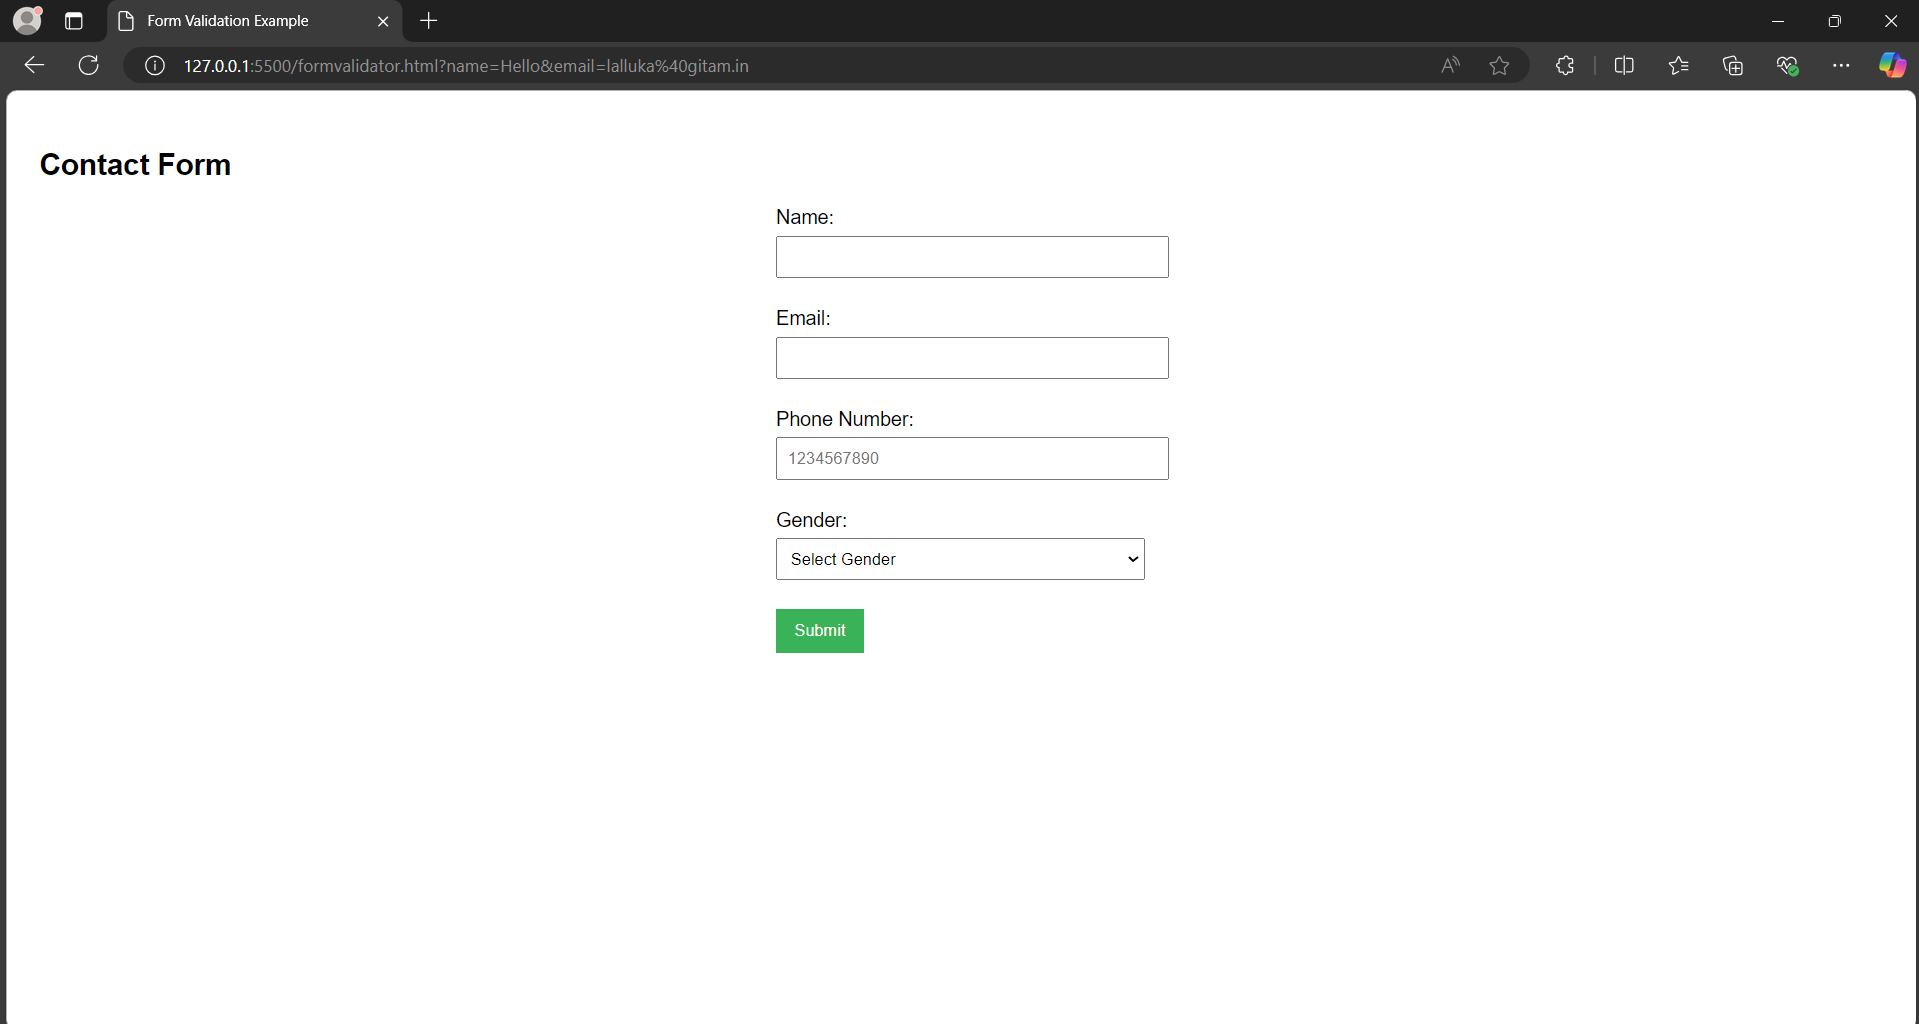 Form Validation Example
127.0.0.1:5500/formvalidator.html?name=Hello&email=lalluka%40gitam.in
Contact Form
Name:
Email:
Phone Number:
1234567890
Gender:
Select Gender
Submit